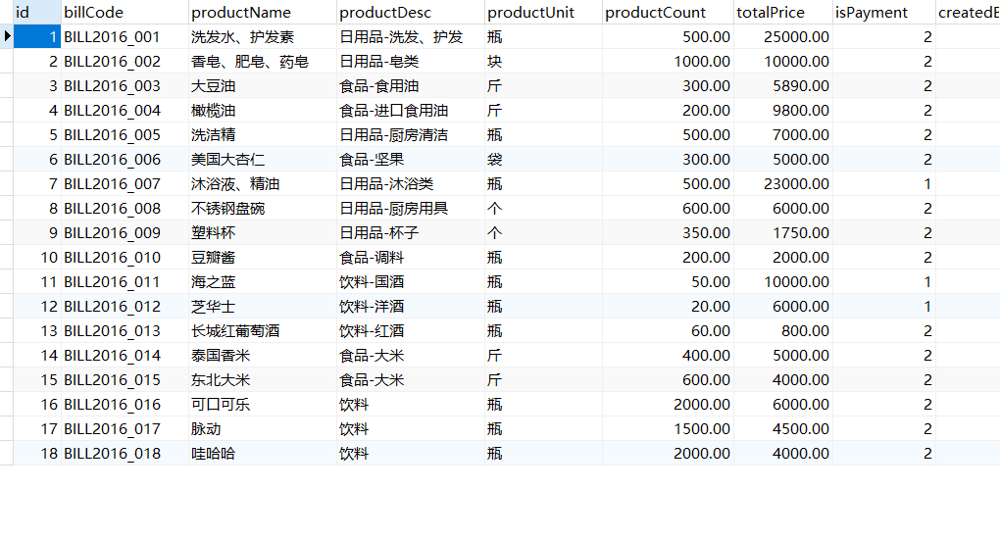 id billCode productName productDesc productUnit productCount totalPrice isPayment createdB
1 BILL2016_001 洗发水、护发素 日用品-洗发、护发 瓶 500.00 25000.00 2
2 BILL2016_002 香皂、肥皂、药皂 日用品-皂类 块 1000.00 10000.00 2
3 BILL2016_003 大豆油 食品-食用油 斤 300.00 5890.00 2
4 BILL2016_004 橄榄油 食品-进口食用油 斤 200.00 9800.00 2
5 BILL2016_005 洗洁精 日用品-厨房清洁 瓶 500.00 7000.00 2
6 BILL2016_006 美国大杏仁 食品-坚果 袋 300.00 5000.00 2
7 BILL2016_007 沐浴液、精油 日用品-沐浴类 瓶 500.00 23000.00 1
8 BILL2016_008 不锈钢盘碗 日用品-厨房用具 个 600.00 6000.00 2
9 BILL2016_009 塑料杯 日用品-杯子 个 350.00 1750.00 2
10 BILL2016_010 豆瓣酱 食品-调料 瓶 200.00 2000.00 2
11 BILL2016_011 海之蓝 饮料-国酒 瓶 50.00 10000.00 1
12 BILL2016_012 芝华士 饮料-洋酒 瓶 20.00 6000.00 1
13 BILL2016_013 长城红葡萄酒 饮料-红酒 瓶 60.00 800.00 2
14 BILL2016_014 泰国香米 食品-大米 斤 400.00 5000.00 2
15 BILL2016_015 东北大米 食品-大米 斤 600.00 4000.00 2
16 BILL2016_016 可口可乐 饮料 瓶 2000.00 6000.00 2
17 BILL2016_017 脉动 饮料 瓶 1500.00 4500.00 2
18 BILL2016_018 哇哈哈 饮料 瓶 2000.00 4000.00 2